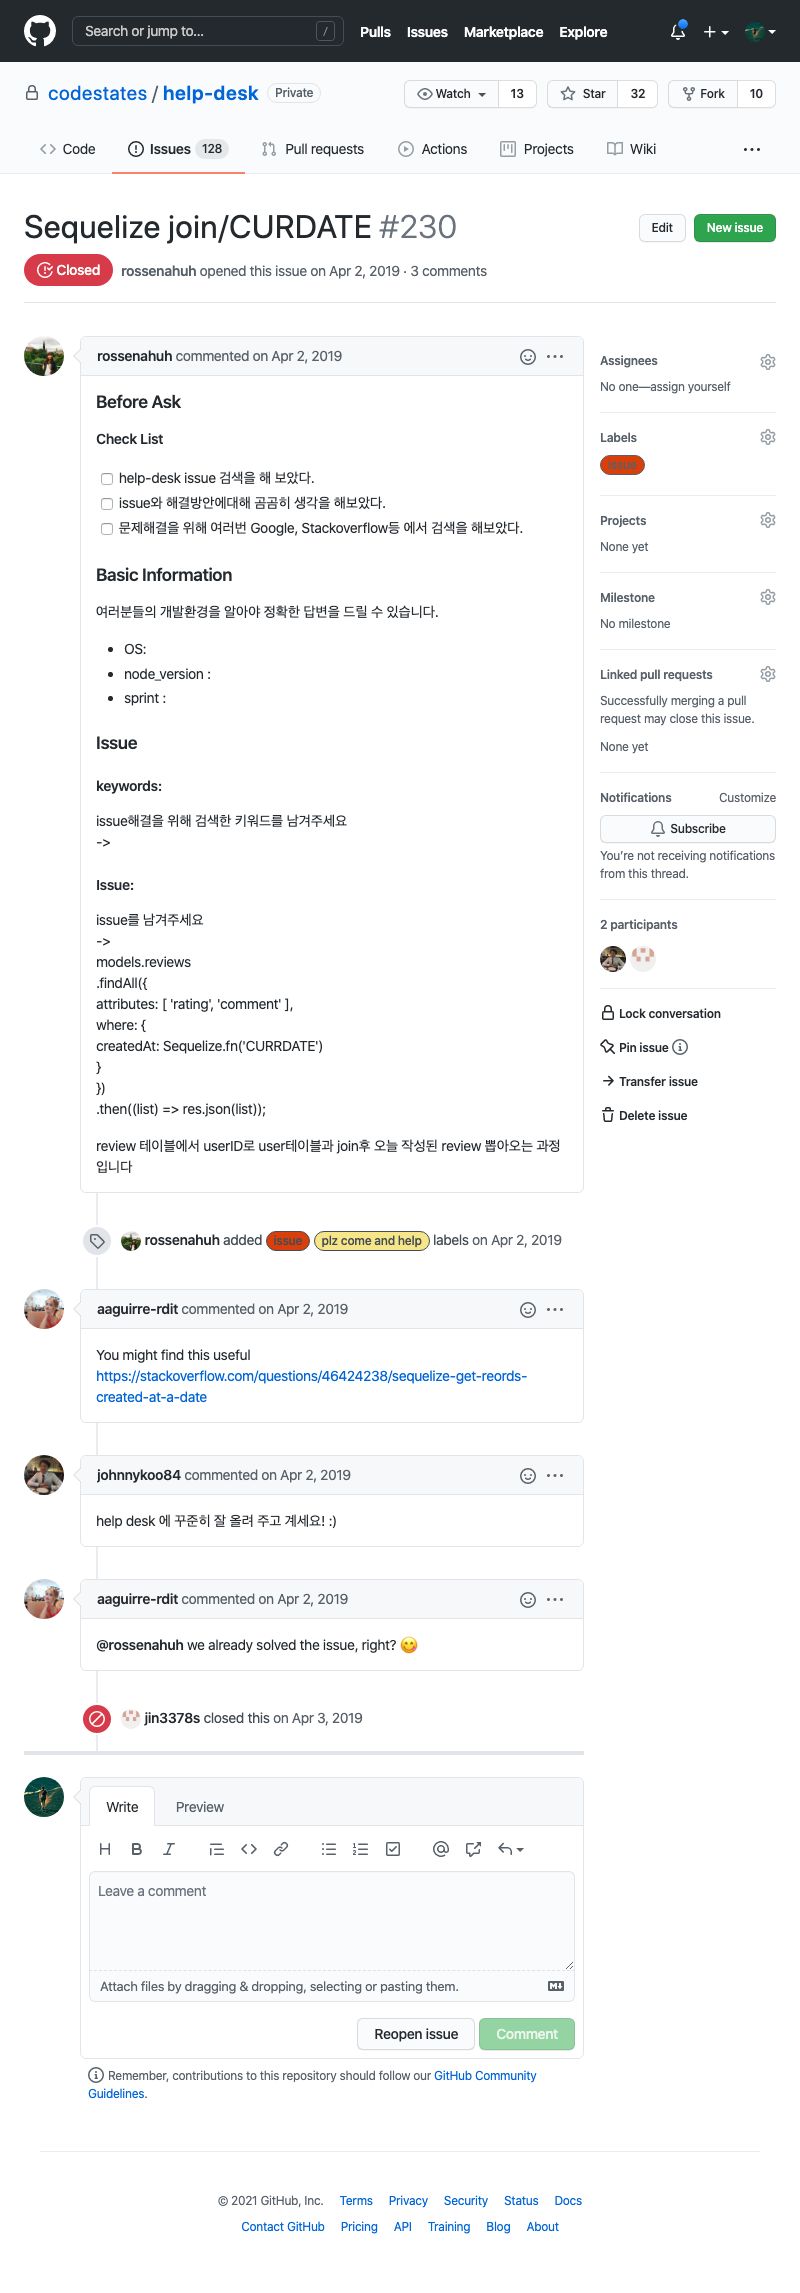 Search or jump to...
/
Pulls
Issues
Marketplace
Explore
codestates / help-desk
Private
Watch
13
Star
32
Fork
10
Code
Issues
128
Pull requests
Actions
Projects
Wiki
Sequelize join/CURDATE #230
Edit
New issue
Closed
rossenahuh opened this issue on Apr 2, 2019 · 3 comments
rossenahuh commented on Apr 2, 2019
Before Ask
Check List
help-desk issue 검색을 해 보았다.
issue와 해결방안에대해 곰곰히 생각을 해보았다.
문제해결을 위해 여러번 Google, Stackoverflow등 에서 검색을 해보았다.
Basic Information
여러분들의 개발환경을 알아야 정확한 답변을 드릴 수 있습니다.
OS:
node_version :
sprint :
Issue
keywords:
issue해결을 위해 검색한 키워드를 남겨주세요
->
Issue:
issue를 남겨주세요
->
models.reviews
.findAll({
attributes: [ 'rating', 'comment' ],
where: {
createdAt: Sequelize.fn('CURRDATE')
}
})
.then((list) => res.json(list));
review 테이블에서 userID로 user테이블과 join후 오늘 작성된 review 뽑아오는 과정
입니다
Assignees
No one—assign yourself
Labels
issue
Projects
None yet
Milestone
No milestone
Linked pull requests
Successfully merging a pull
request may close this issue.
None yet
Notifications
Customize
Subscribe
You're not receiving notifications
from this thread.
2 participants
Lock conversation
Pin issue
Transfer issue
Delete issue
rossenahuh added issue plz come and help labels on Apr 2, 2019
aaguirre-rdit commented on Apr 2, 2019
You might find this useful
https://stackoverflow.com/questions/46424238/sequelize-get-reords-
created-at-a-date
johnnykoo84 commented on Apr 2, 2019
help desk 에 꾸준히 잘 올려 주고 계세요! :)
aaguirre-rdit commented on Apr 2, 2019
@rossenahuh we already solved the issue, right? 😋
jin3378s closed this on Apr 3, 2019
Write
Preview
Leave a comment
Attach files by dragging & dropping, selecting or pasting them.
Reopen issue
Comment
Remember, contributions to this repository should follow our GitHub Community
Guidelines.
© 2021 GitHub, Inc.
Terms
Privacy
Security
Status
Docs
Contact GitHub
Pricing
API
Training
Blog
About